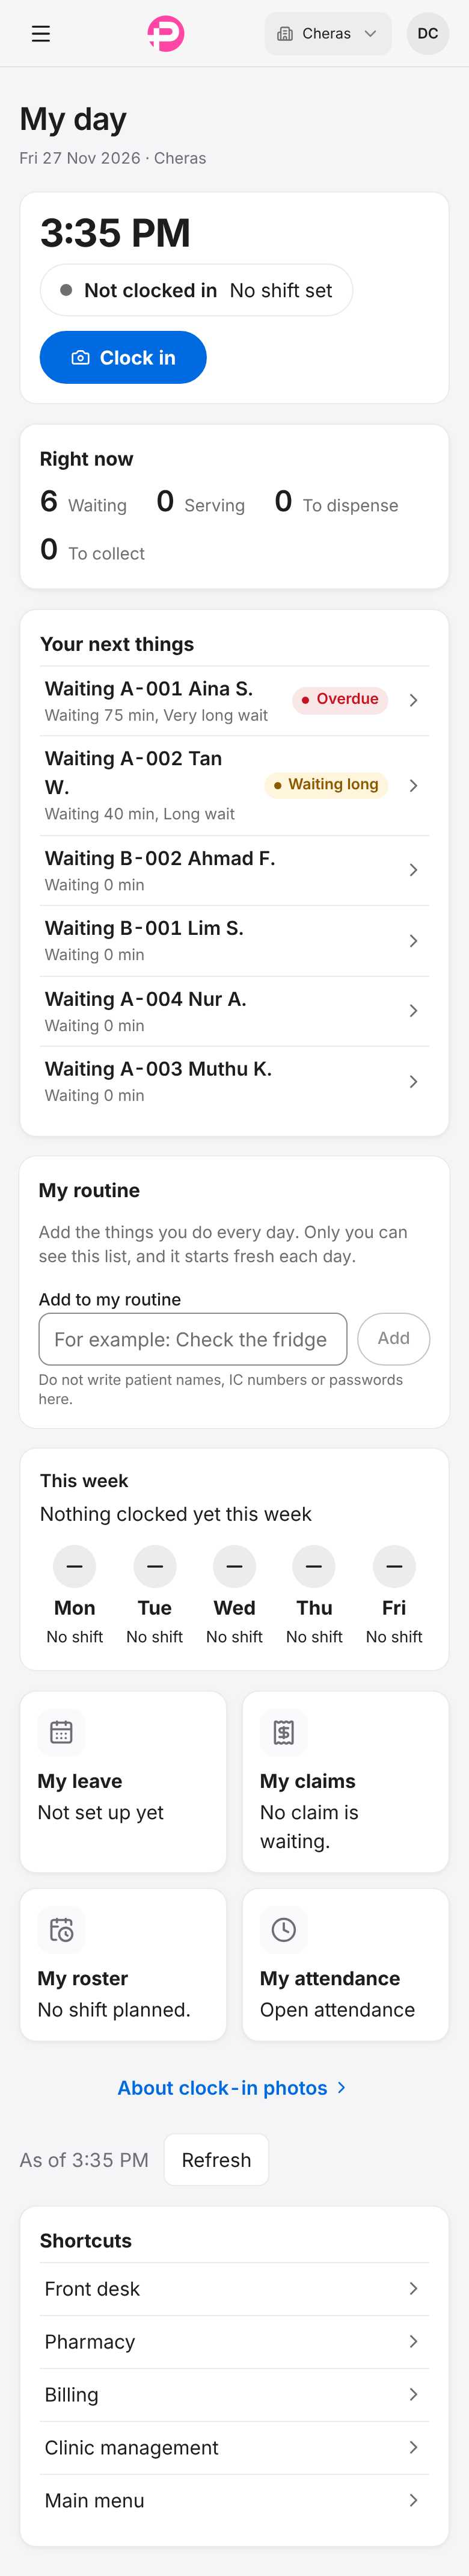 Cheras
DC
My day
Fri 27 Nov 2026 · Cheras
3:35 PM
Not clocked in No shift set
Clock in
Right now
6 Waiting 0 Serving 0 To dispense
0 To collect
Your next things
Waiting A-001 Aina S.
Overdue
Waiting 75 min, Very long wait
Waiting A-002 Tan
W.
Waiting long
Waiting 40 min, Long wait
Waiting B-002 Ahmad F.
Waiting 0 min
Waiting B-001 Lim S.
Waiting 0 min
Waiting A-004 Nur A.
Waiting 0 min
Waiting A-003 Muthu K.
Waiting 0 min
My routine
Add the things you do every day. Only you can
see this list, and it starts fresh each day.
Add to my routine
For example: Check the fridge
Add
Do not write patient names, IC numbers or passwords
here.
This week
Nothing clocked yet this week
Mon Tue Wed Thu Fri
No shift No shift No shift No shift No shift
My leave
Not set up yet
My claims
No claim is
waiting.
My roster
No shift planned.
My attendance
Open attendance
About clock-in photos
As of 3:35 PM Refresh
Shortcuts
Front desk
Pharmacy
Billing
Clinic management
Main menu